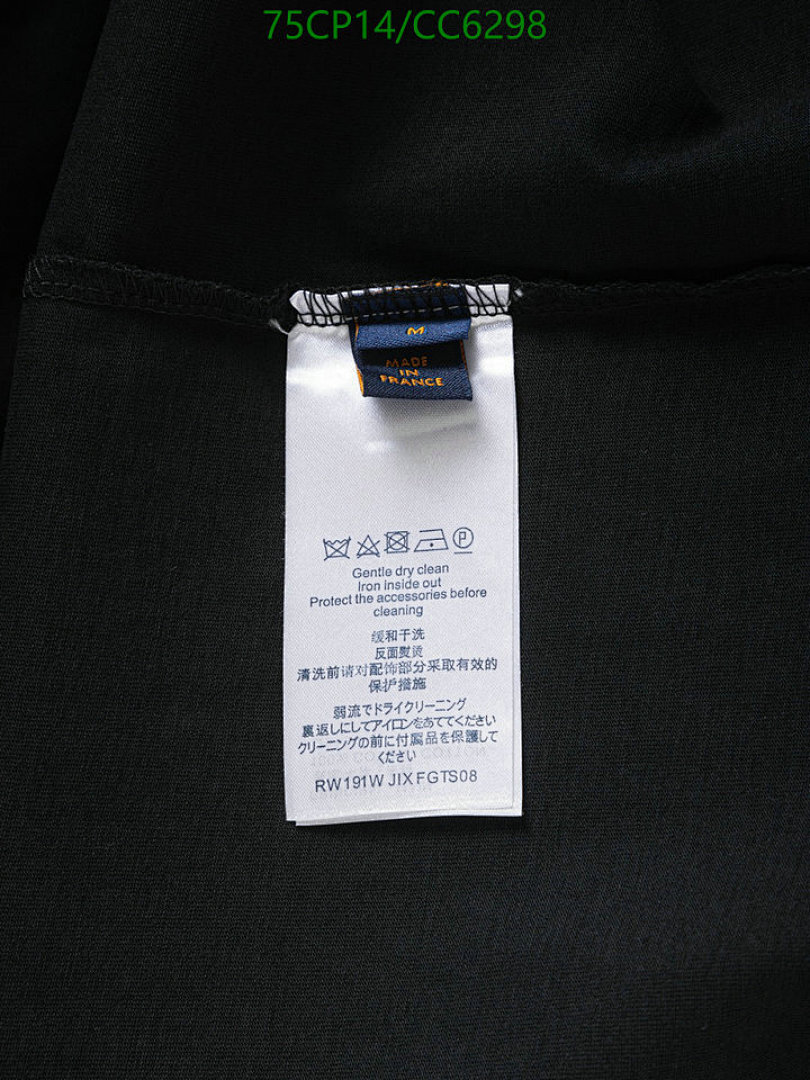 75CP14/CC6298
M
MADE
IN
FRANCE
Gentle dry clean
Iron inside out
Protect the accessories before
cleaning
缓和干洗
反面熨烫
清洗前请对配饰部分采取有效的
保护措施
弱流でドライクリーニング
裏返しにしてアイロンをあててください
クリーニングの前に付属品を保護して
ください
RW191W JIX FGTS08